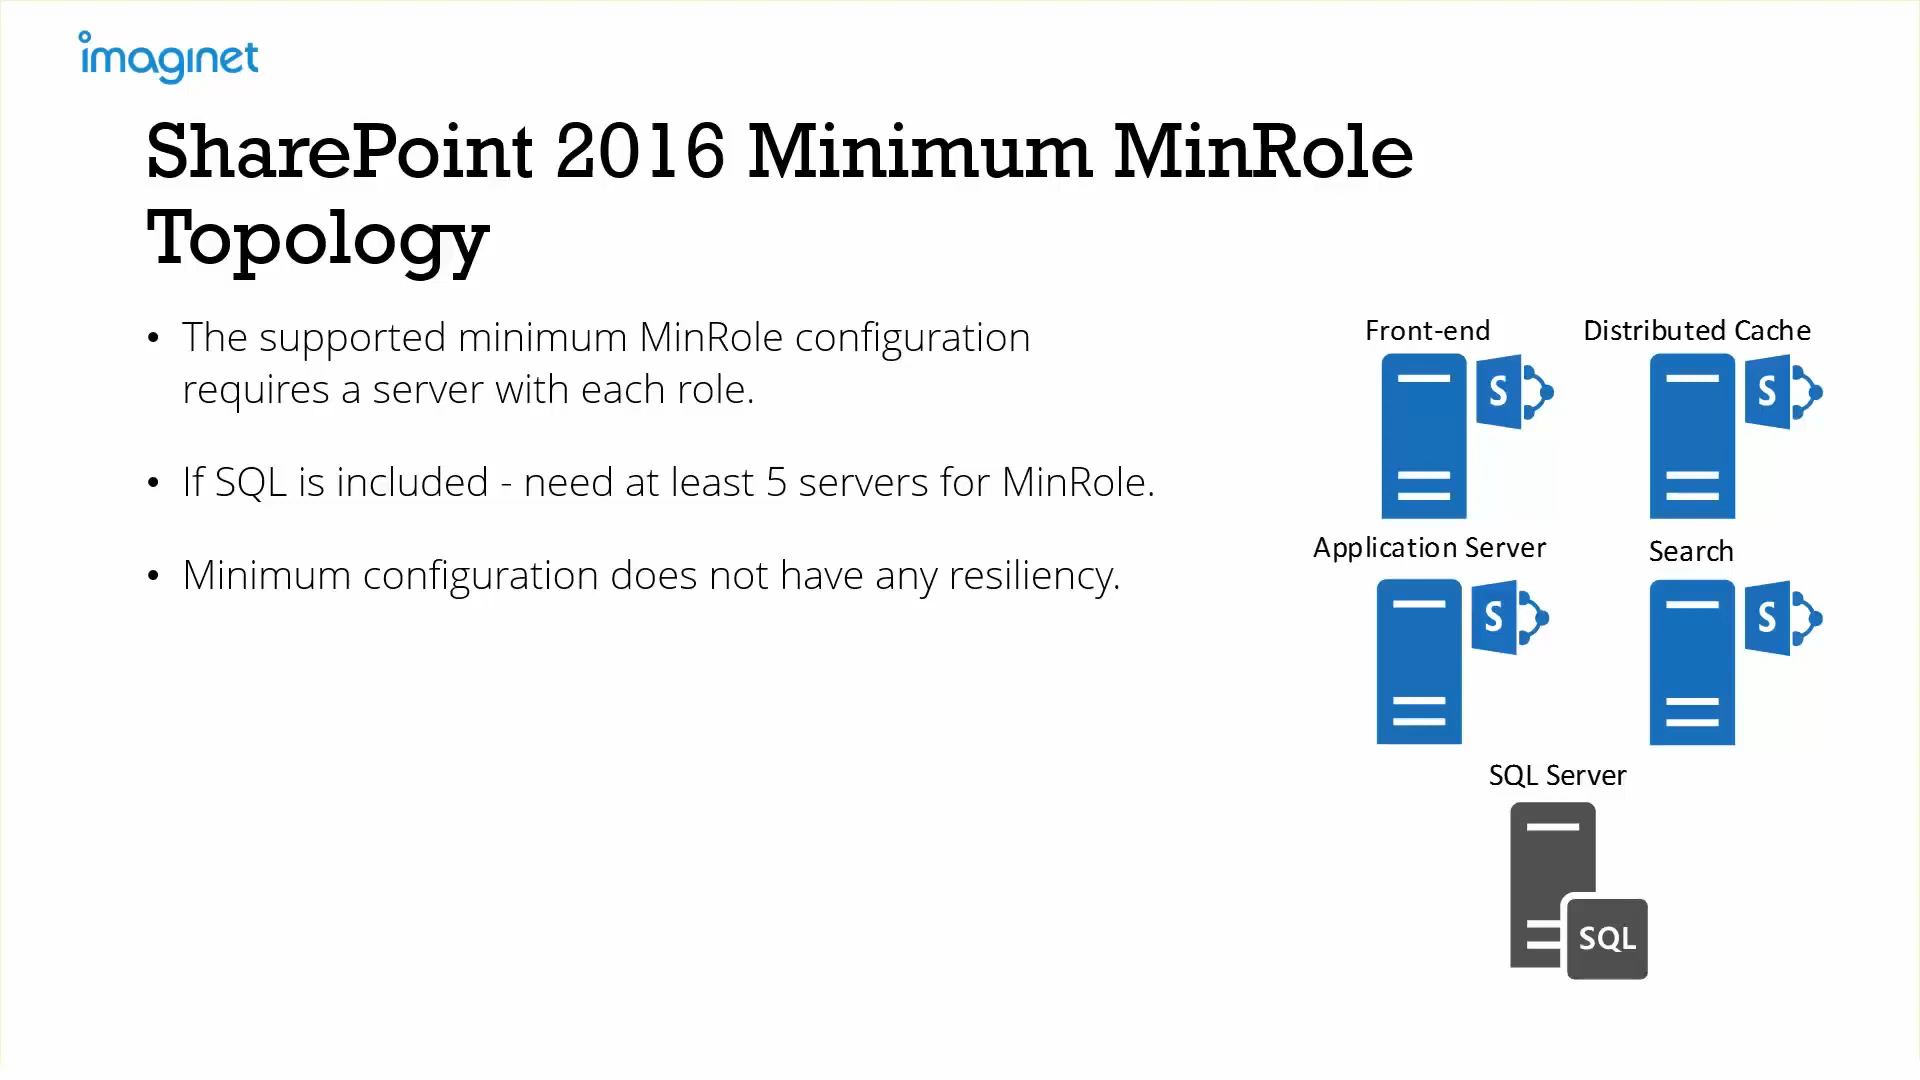 imaginet
SharePoint 2016 Minimum MinRole
Topology
• The supported minimum MinRole configuration
requires a server with each role.
• If SQL is included - need at least 5 servers for MinRole.
• Minimum configuration does not have any resiliency.
Front-end
Distributed Cache
S
S
Application Server
Search
S
S
SQL Server
SQL